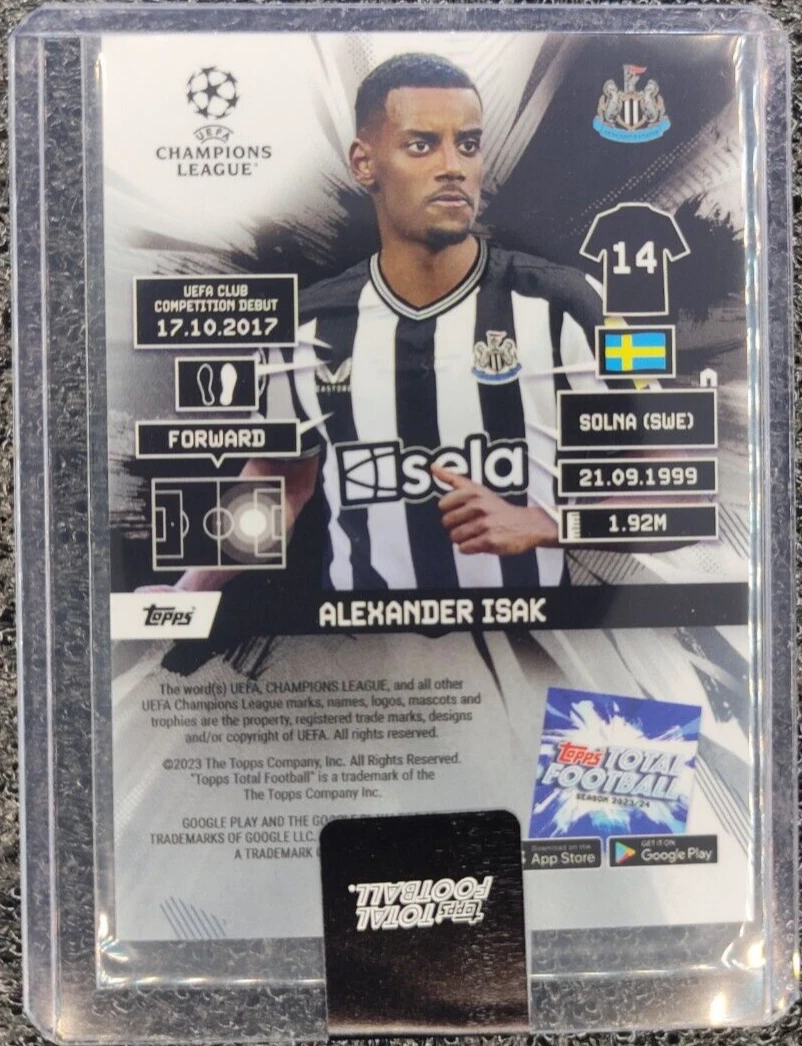 UEFA
CHAMPIONS
LEAGUE™
14
UEFA CLUB
COMPETITION DEBUT
17.10.2017
FORWARD
CASTORE
SOLNA (SWE)
21.09.1999
1.92M
sela
topps
ALEXANDER ISAK
The word(s) UEFA, CHAMPIONS LEAGUE, and all other
UEFA Champions League marks, names, logos, mascots and
trophies are the property, registered trade marks, designs
and/or copyright of UEFA. All rights reserved.
©2023 The Topps Company, Inc. All Rights Reserved.
"Topps Total Football" is a trademark of the
The Topps Company Inc.
GOOGLE PLAY AND THE
TRADEMARKS OF GOOGLE LLC.
A TRADEMARK
topps TOTAL
FOOTBALL
SEASON 2023/24
Download on the
App Store
GET IT ON
Google Play
topps TOTAL
FOOTBALL.